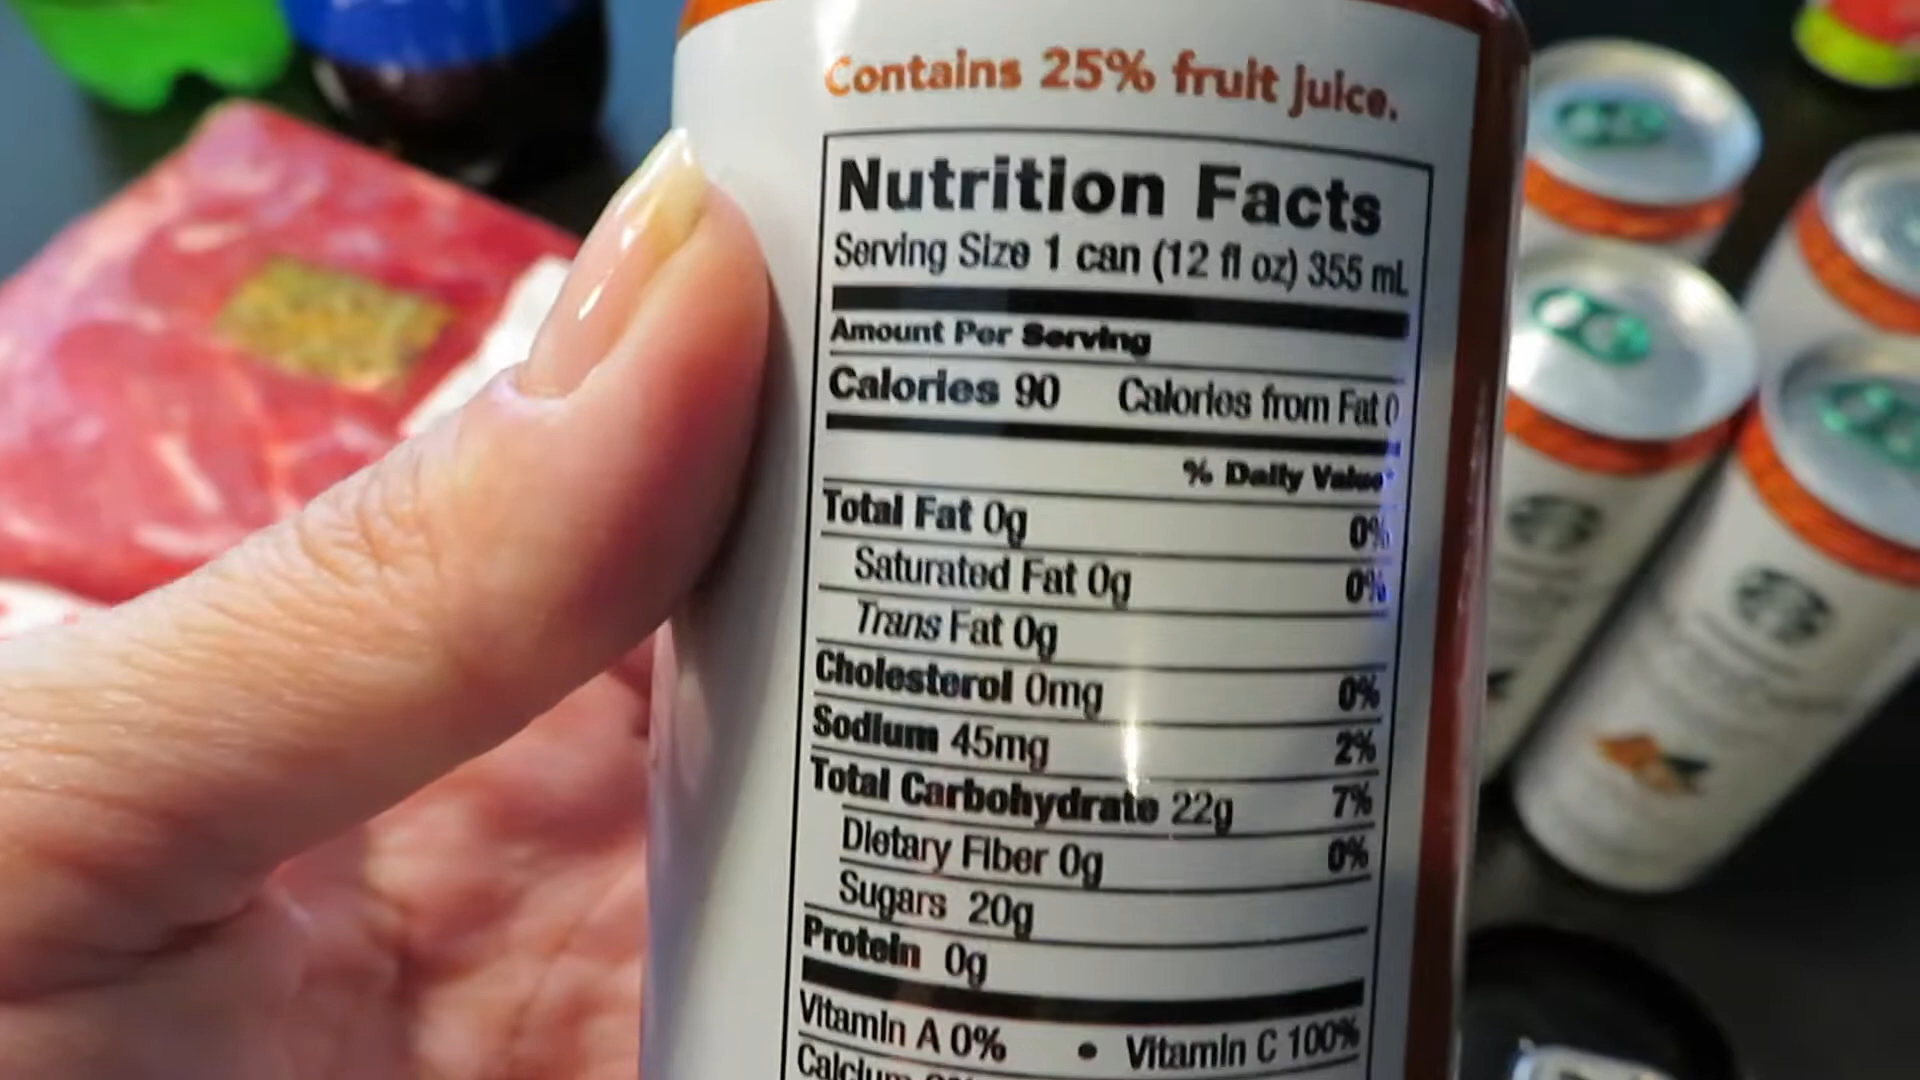 Contains 25% fruit juice.
Nutrition Facts
Serving Size 1 can (12 fl oz) 355 mL
Amount Per Serving
Calories 90 Calories from Fat 0
% Daily Value*
Total Fat 0g 0%
Saturated Fat 0g 0%
Trans Fat 0g
Cholesterol 0mg 0%
Sodium 45mg 2%
Total Carbohydrate 22g 7%
Dietary Fiber 0g 0%
Sugars 20g
Protein 0g
Vitamin A 0% • Vitamin C 100%
Calcium